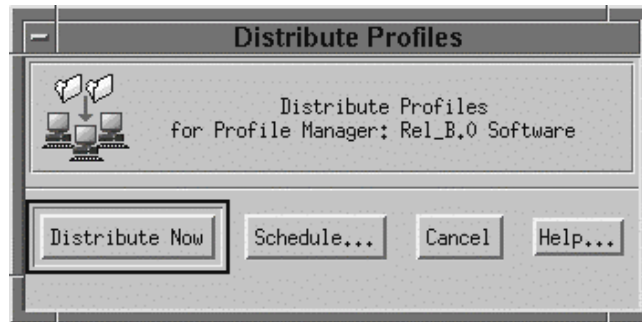 Distribute Profiles
Distribute Profiles
for Profile Manager: Rel_B.0 Software
Distribute Now Schedule... Cancel Help...